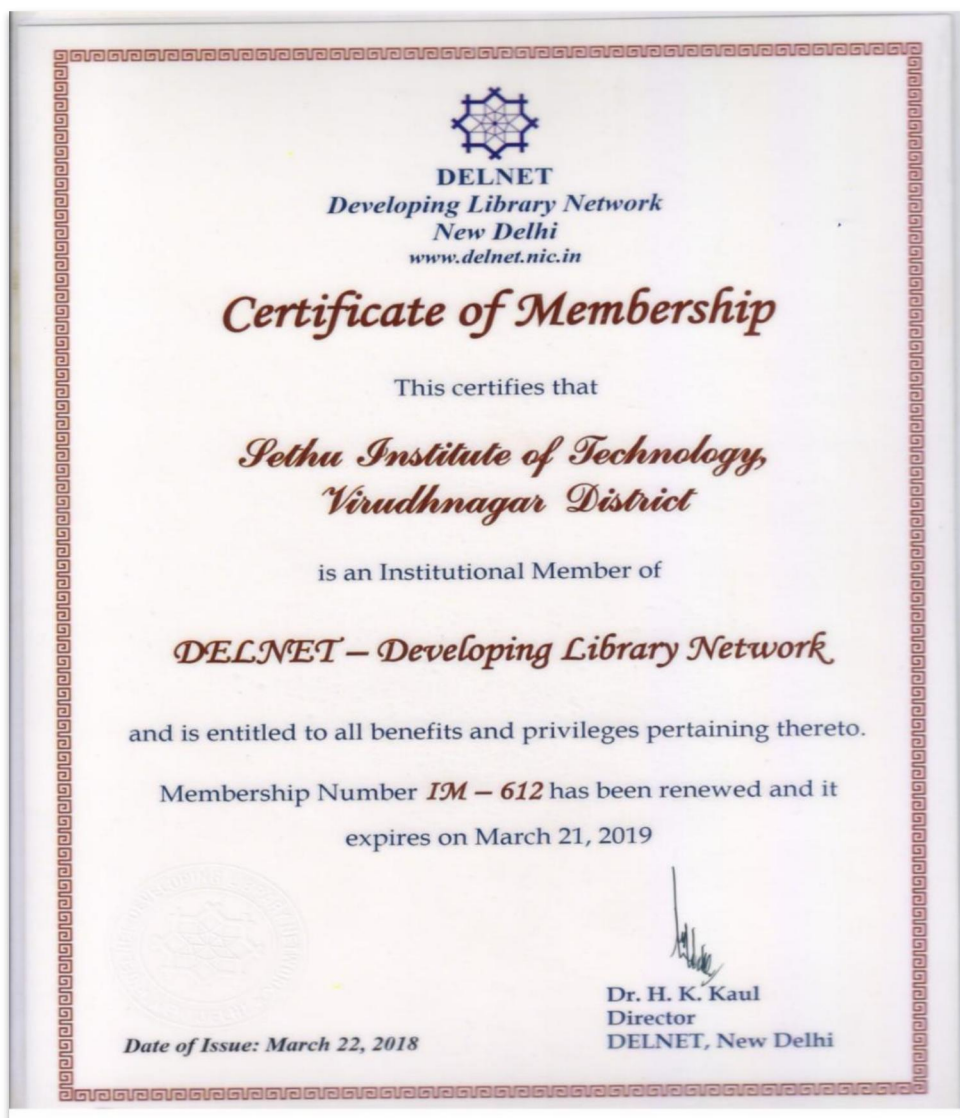 DELNET
Developing Library Network
New Delhi
www.delnet.nic.in
Certificate of Membership
This certifies that
Sethu Institute of Technology,
Virudhnagar District
is an Institutional Member of
DELNET – Developing Library Network
and is entitled to all benefits and privileges pertaining thereto.
Membership Number IM – 612 has been renewed and it
expires on March 21, 2019
Dr. H. K. Kaul
Director
DELNET, New Delhi
Date of Issue: March 22, 2018